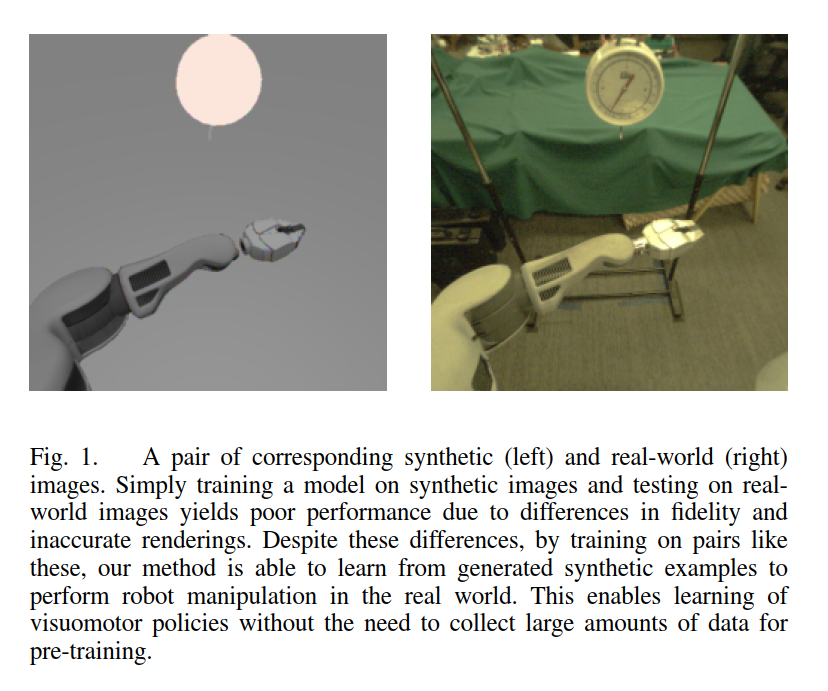 Fig. 1. A pair of corresponding synthetic (left) and real-world (right)
images. Simply training a model on synthetic images and testing on real-
world images yields poor performance due to differences in fidelity and
inaccurate renderings. Despite these differences, by training on pairs like
these, our method is able to learn from generated synthetic examples to
perform robot manipulation in the real world. This enables learning of
visuomotor policies without the need to collect large amounts of data for
pre-training.